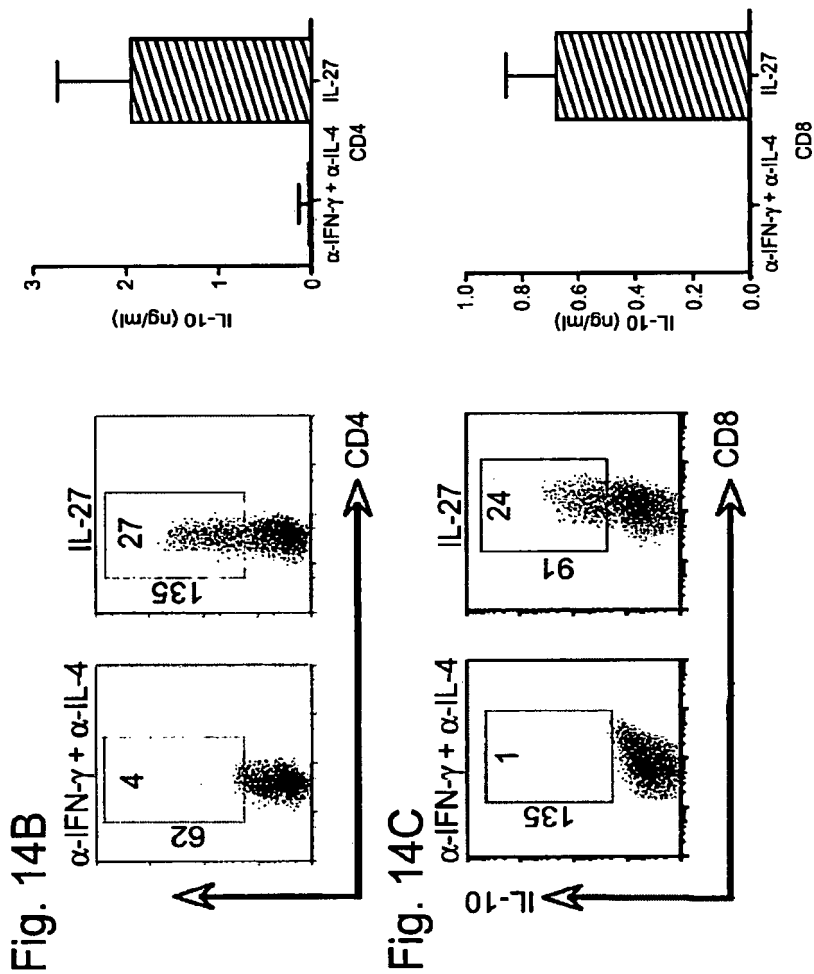 Fig. 14B
α-IFN-γ + α-IL-4
4
62
IL-27
27
135
CD4
IL-10 (ng/ml)
3
2
1
0
α-IFN-γ + α-IL-4
IL-27
CD4
Fig. 14C
IL-10
α-IFN-γ + α-IL-4
1
135
IL-27
24
91
CD8
IL-10 (ng/ml)
1.0
0.8
0.6
0.4
0.2
0.0
α-IFN-γ + α-IL-4
IL-27
CD8